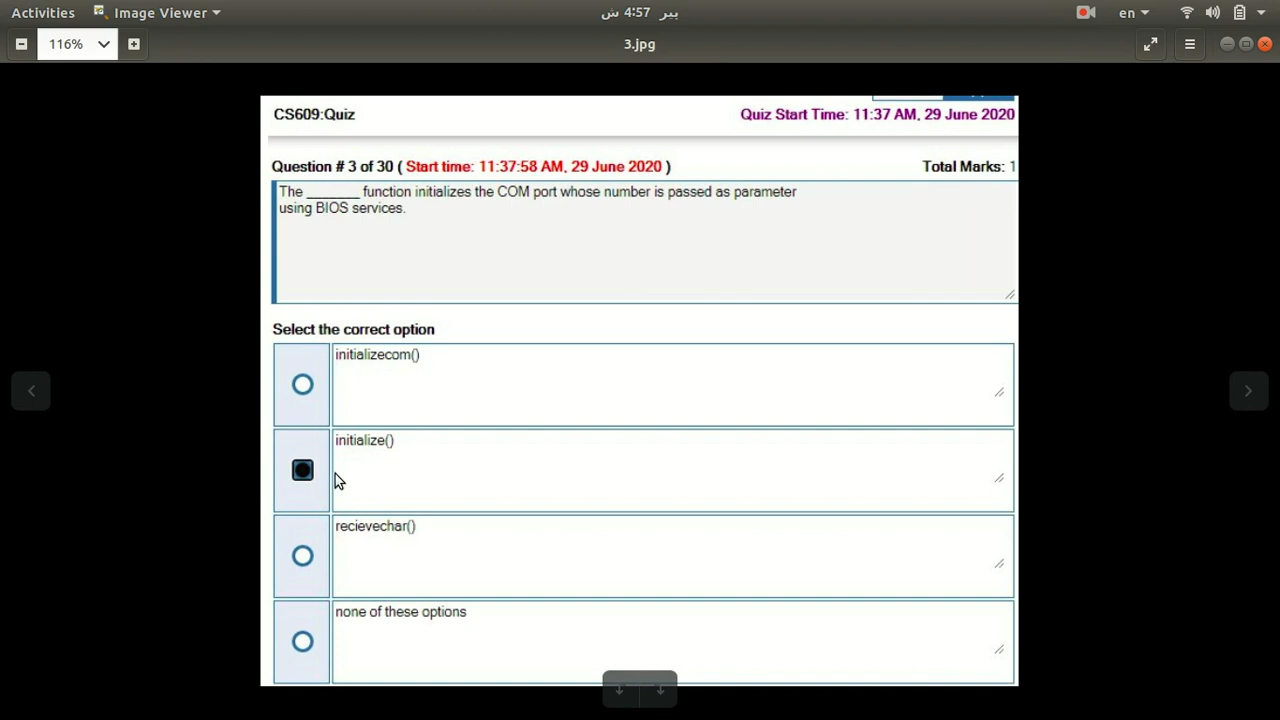 Activities Image Viewer پیر 4:57 ش en
116% 3.jpg
CS609:Quiz Quiz Start Time: 11:37 AM, 29 June 2020
Question # 3 of 30 ( Start time: 11:37:58 AM, 29 June 2020 ) Total Marks: 1
The _______ function initializes the COM port whose number is passed as parameter
using BIOS services.
Select the correct option
initializecom()
initialize()
recievechar()
none of these options